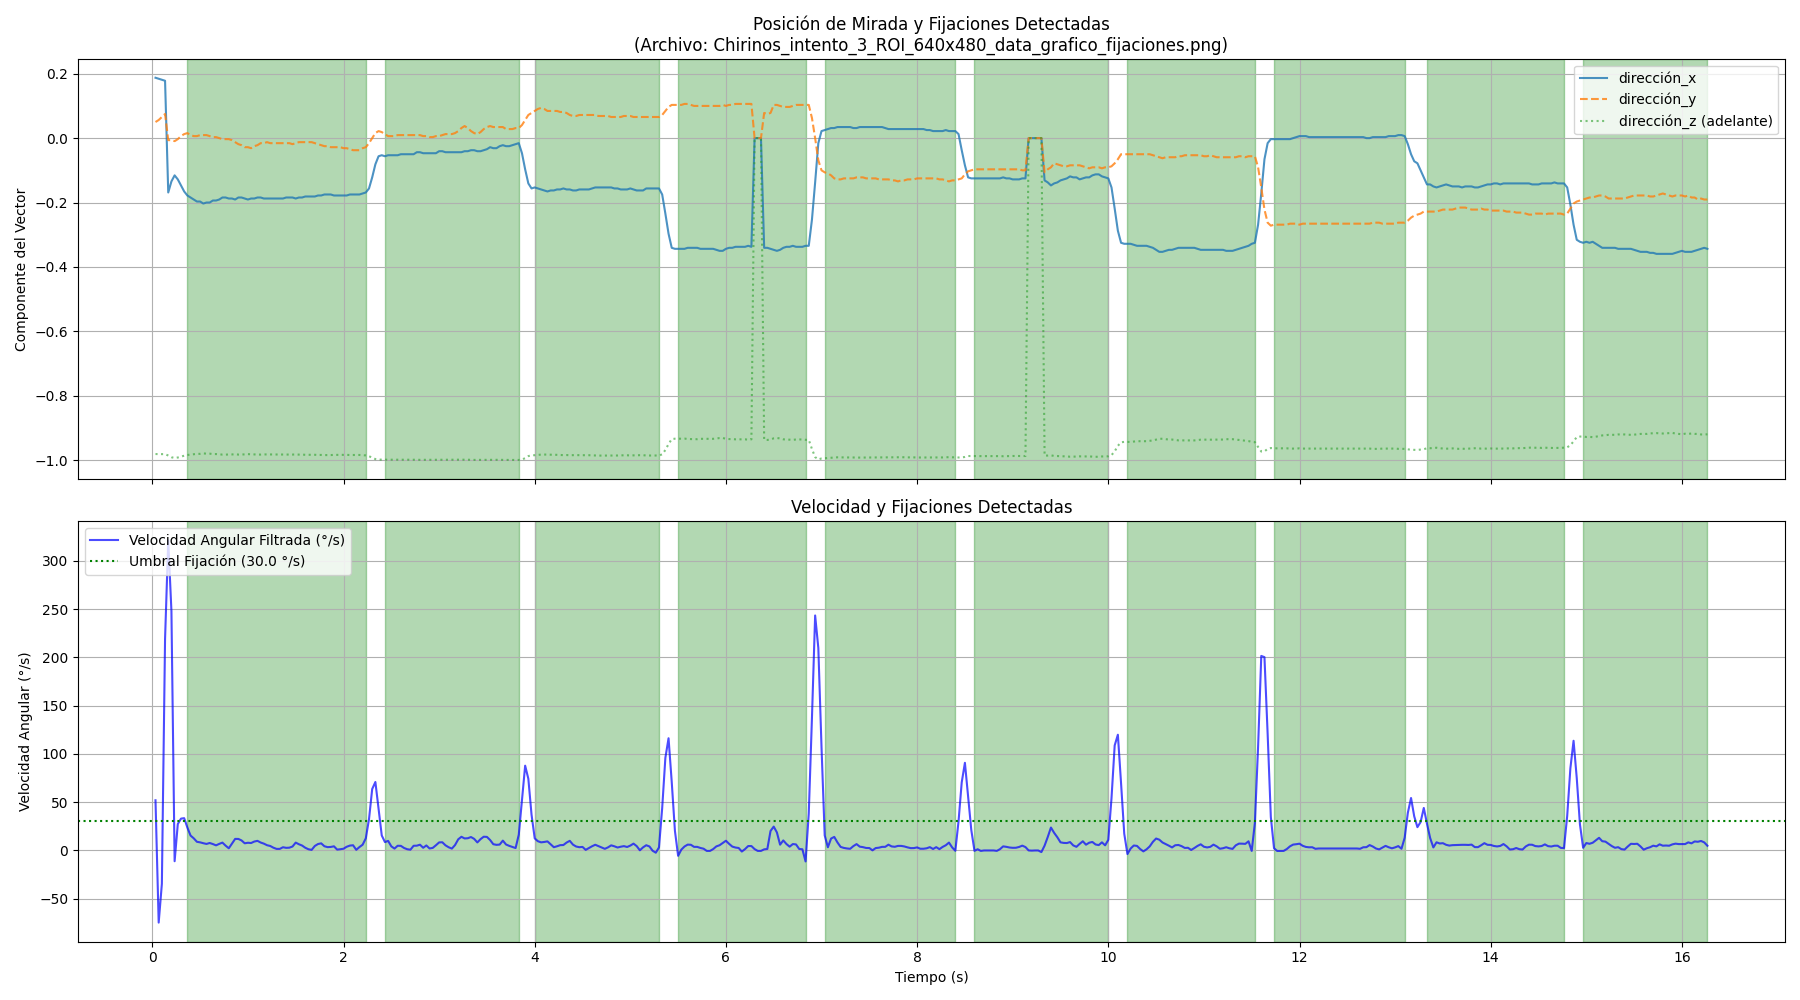 Posición de Mirada y Fijaciones Detectadas
(Archivo: Chirinos_intento_3_ROI_640x480_data_grafico_fijaciones.png)
Componente del Vector
0.2
0.0
−0.2
−0.4
−0.6
−0.8
−1.0
dirección_x
dirección_y
dirección_z (adelante)
Velocidad y Fijaciones Detectadas
Velocidad Angular (°/s)
300
250
200
150
100
50
0
−50
Velocidad Angular Filtrada (°/s)
Umbral Fijación (30.0 °/s)
0 2 4 6 8 10 12 14 16
Tiempo (s)